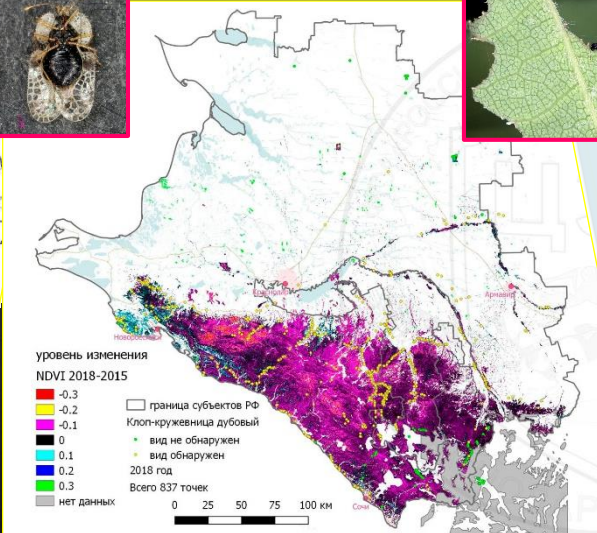 Краснодар
Армавир
Новороссийск
Сочи
уровень изменения
NDVI 2018-2015
-0.3
-0.2
-0.1
0
0.1
0.2
0.3
нет данных
граница субъектов РФ
Клоп-кружевница дубовый
вид не обнаружен
вид обнаружен
2018 год
Всего 837 точек
0 25 50 75 100 км